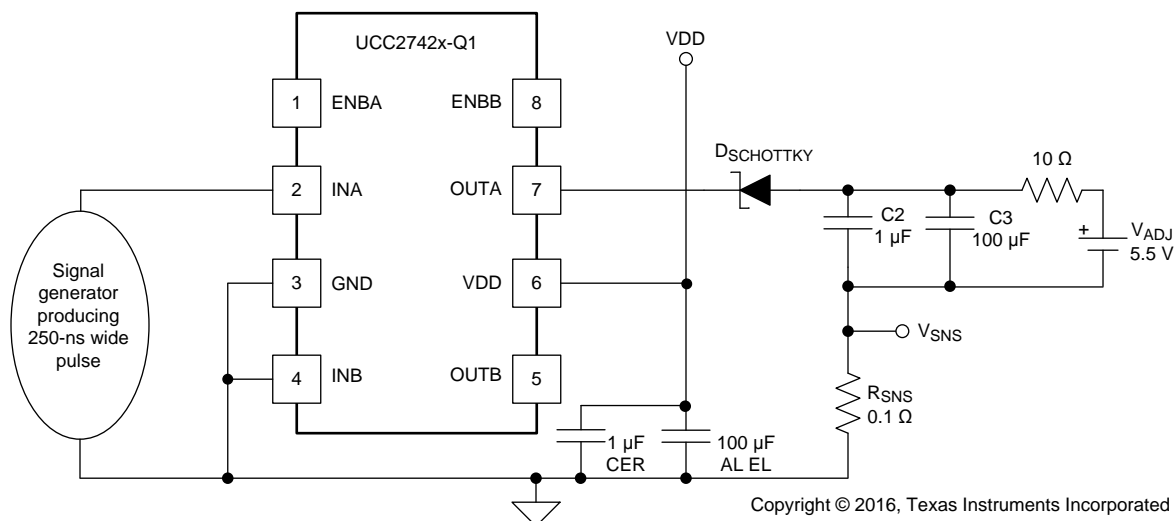 UCC2742x-Q1
VDD
1 ENBA ENBB 8
DSCHOTTKY
10 Ω
2 INA OUTA 7
C2
1 µF
C3
100 µF
+
VADJ
5.5 V
Signal
generator
producing
250-ns wide
pulse
3 GND VDD 6
VSNS
4 INB OUTB 5
RSNS
0.1 Ω
1 µF
CER
100 µF
AL EL
Copyright © 2016, Texas Instruments Incorporated